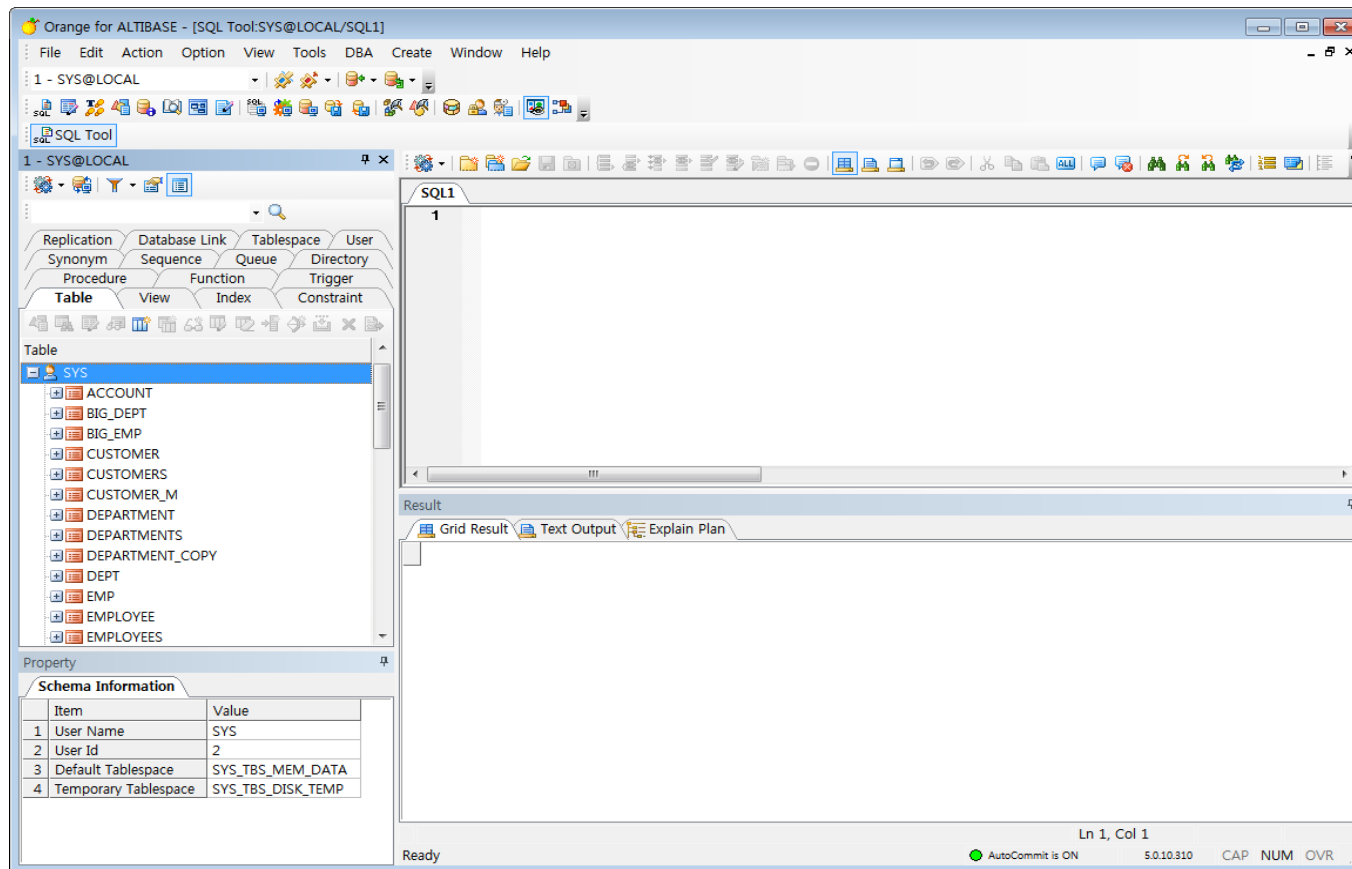 Orange for ALTIBASE - [SQL Tool:SYS@LOCAL/SQL1]
File Edit Action Option View Tools DBA Create Window Help
1 - SYS@LOCAL
SQL Tool
1 - SYS@LOCAL
Replication Database Link Tablespace User
Synonym Sequence Queue Directory
Procedure Function Trigger
Table View Index Constraint
Table
SYS
ACCOUNT
BIG_DEPT
BIG_EMP
CUSTOMER
CUSTOMERS
CUSTOMER_M
DEPARTMENT
DEPARTMENTS
DEPARTMENT_COPY
DEPT
EMP
EMPLOYEE
EMPLOYEES
Property
Schema Information
Item Value
1 User Name SYS
2 User Id 2
3 Default Tablespace SYS_TBS_MEM_DATA
4 Temporary Tablespace SYS_TBS_DISK_TEMP
ALL
SQL1
1
Result
Grid Result Text Output Explain Plan
Ln 1, Col 1
Ready AutoCommit is ON 5.0.10.310 CAP NUM OVR